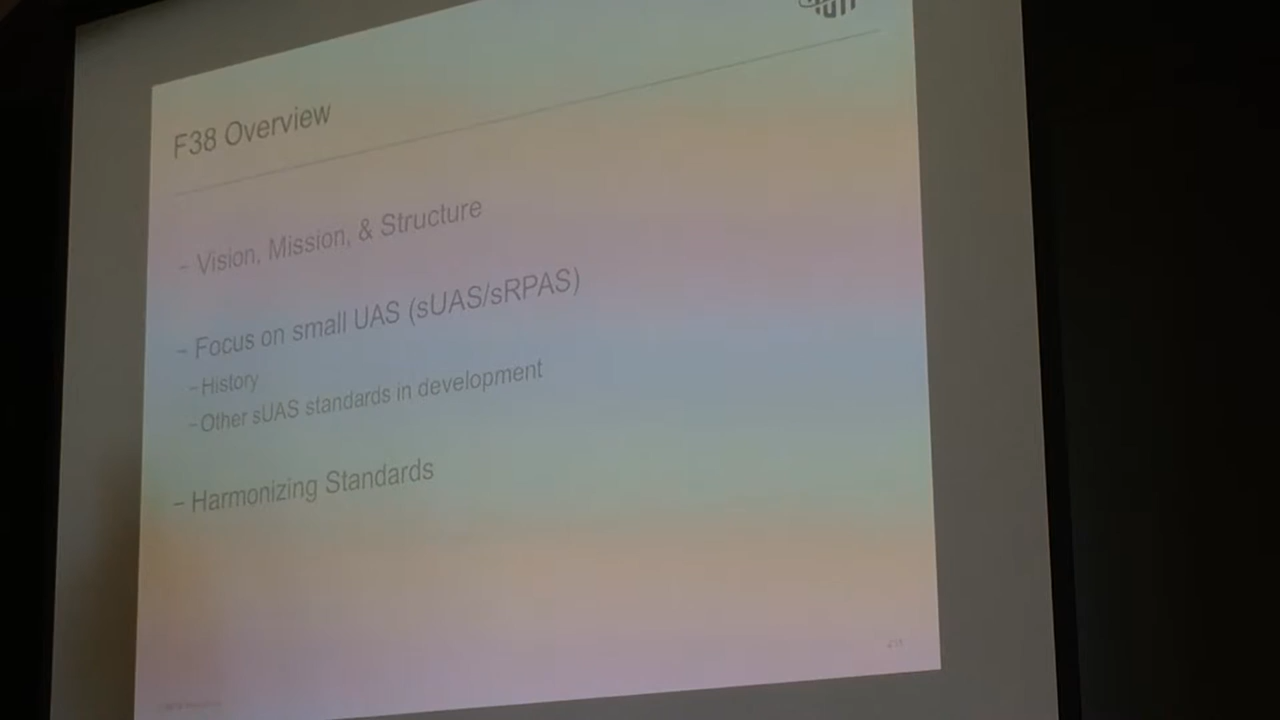 F38 Overview
– Vision, Mission, & Structure
– Focus on small UAS (sUAS/sRPAS)
– History
– Other sUAS standards in development
– Harmonizing Standards